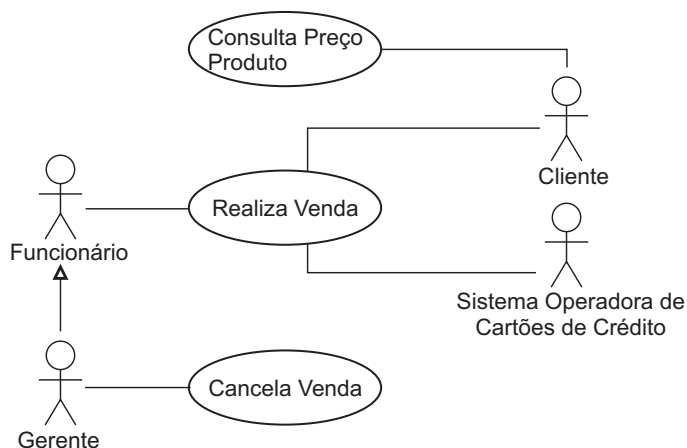 Consulta Preço
Produto
Cliente
Realiza Venda
Funcionário
Sistema Operadora de
Cartões de Crédito
Cancela Venda
Gerente